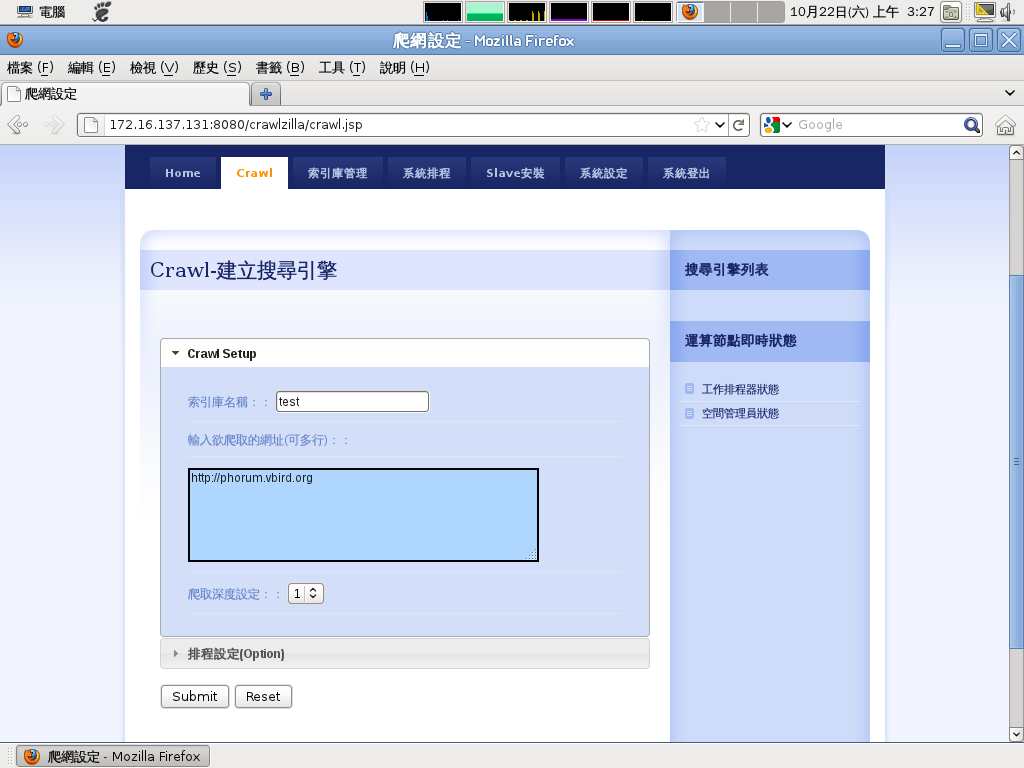 電腦
10月22日(六) 上午 3:27
爬網設定 - Mozilla Firefox
檔案 (F) 編輯 (E) 檢視 (V) 歷史 (S) 書籤 (B) 工具 (T) 說明 (H)
爬網設定
172.16.137.131:8080/crawlzilla/crawl.jsp
Google
Home Crawl 索引庫管理 系統排程 Slave安裝 系統設定 系統登出
Crawl-建立搜尋引擎
搜尋引擎列表
運算節點即時狀態
工作排程器狀態
空間管理員狀態
Crawl Setup
索引庫名稱：： test
輸入欲爬取的網址(可多行)：：
http://phorum.vbird.org
爬取深度設定：： 1
排程設定(Option)
Submit Reset
爬網設定 - Mozilla Firefox